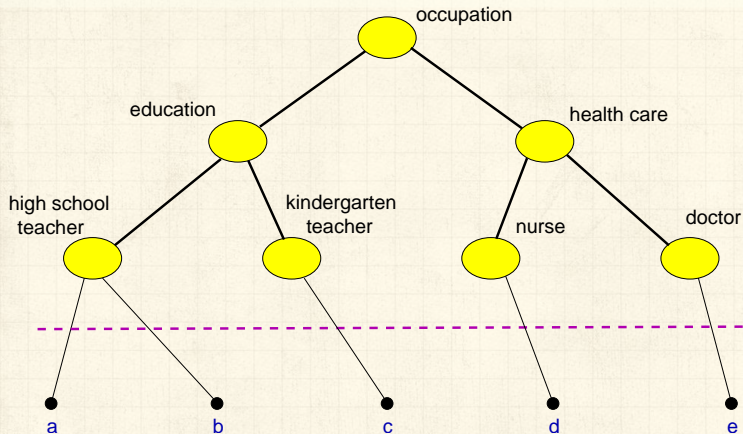 occupation
education
health care
high school
teacher
kindergarten
teacher
nurse
doctor
a
b
c
d
e